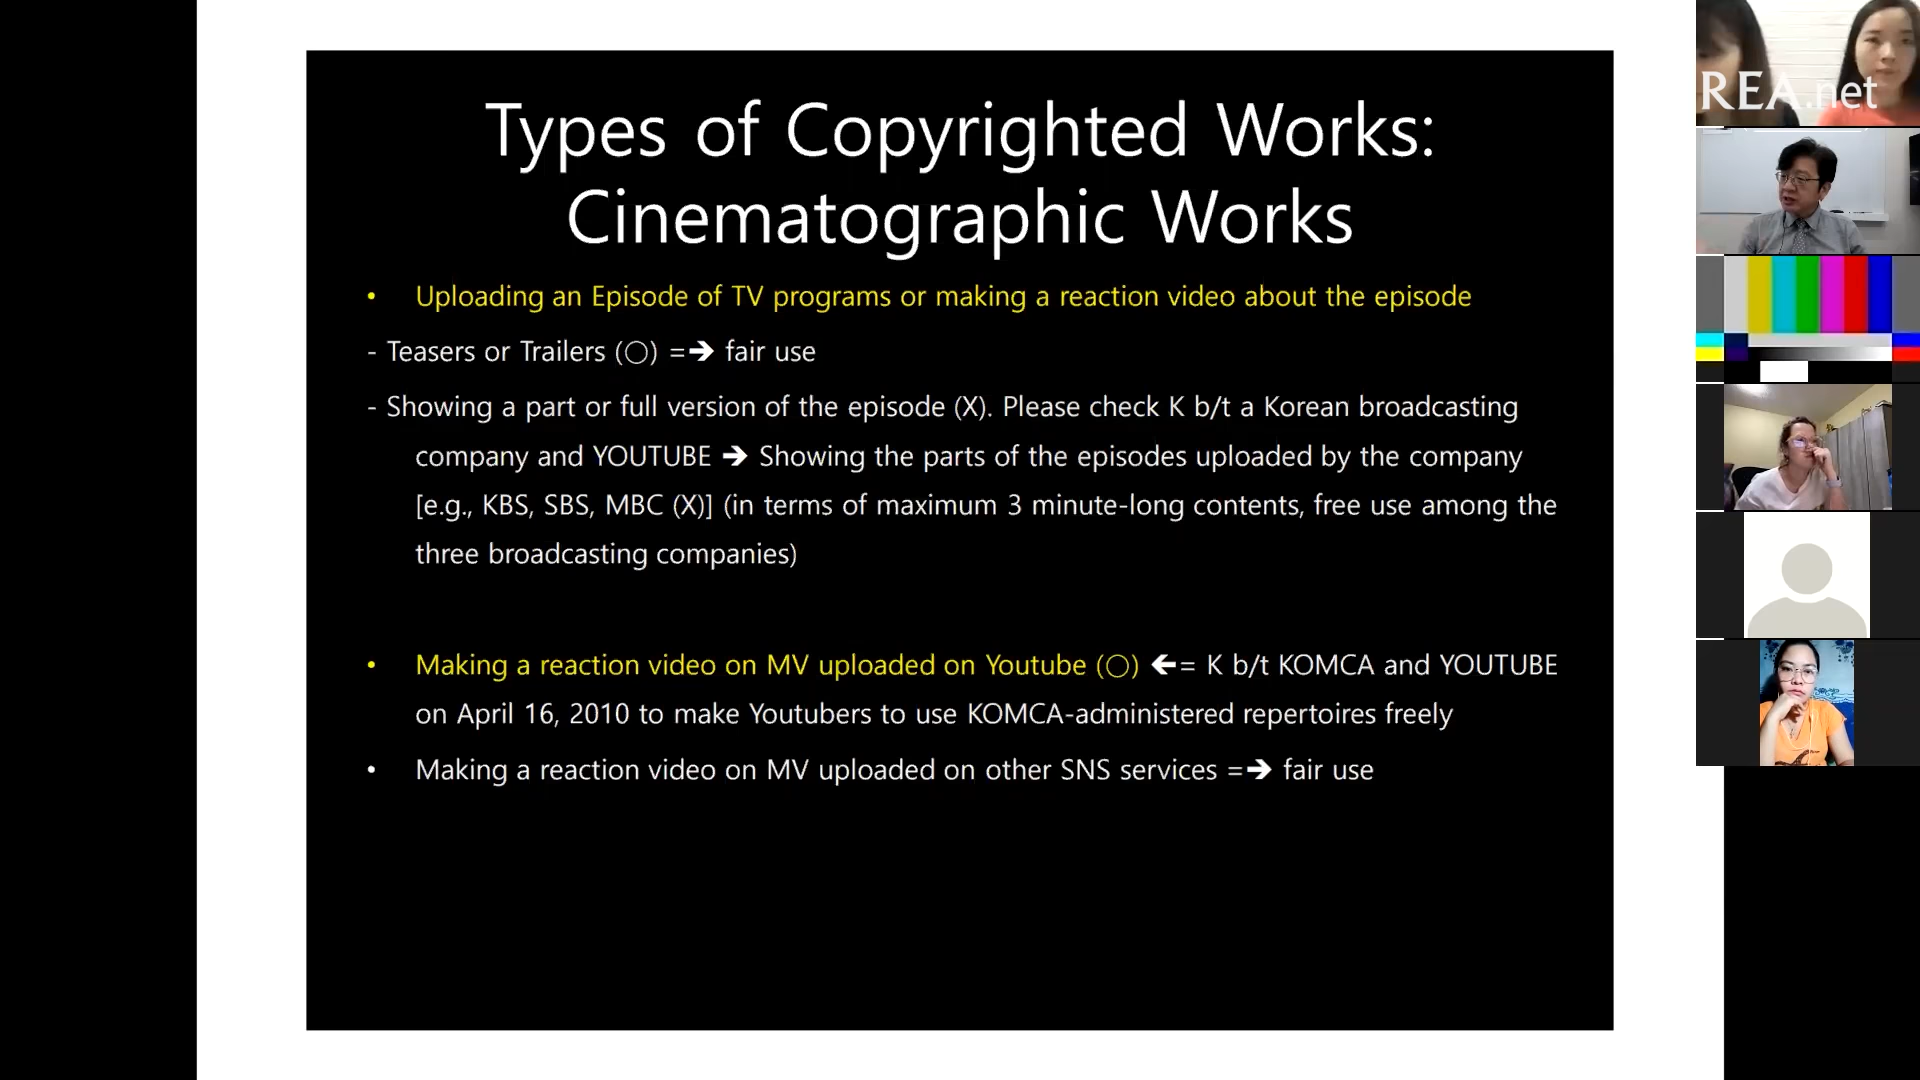 Types of Copyrighted Works:
Cinematographic Works
• Uploading an Episode of TV programs or making a reaction video about the episode
- Teasers or Trailers (○) =➔ fair use
- Showing a part or full version of the episode (X). Please check K b/t a Korean broadcasting
company and YOUTUBE ➔ Showing the parts of the episodes uploaded by the company
[e.g., KBS, SBS, MBC (X)] (in terms of maximum 3 minute-long contents, free use among the
three broadcasting companies)
• Making a reaction video on MV uploaded on Youtube (○) 🡸= K b/t KOMCA and YOUTUBE
on April 16, 2010 to make Youtubers to use KOMCA-administered repertoires freely
• Making a reaction video on MV uploaded on other SNS services =➔ fair use
REA.net